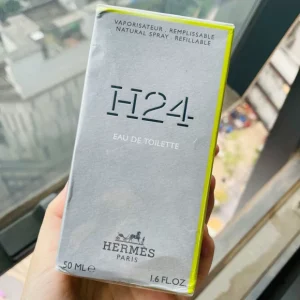 VAPORISATEUR . REMPLISSABLE
NATURAL SPRAY . REFILLABLE
H24
EAU DE TOILETTE
HERMÈS
PARIS
50 ML e 1.6 FL.OZ.